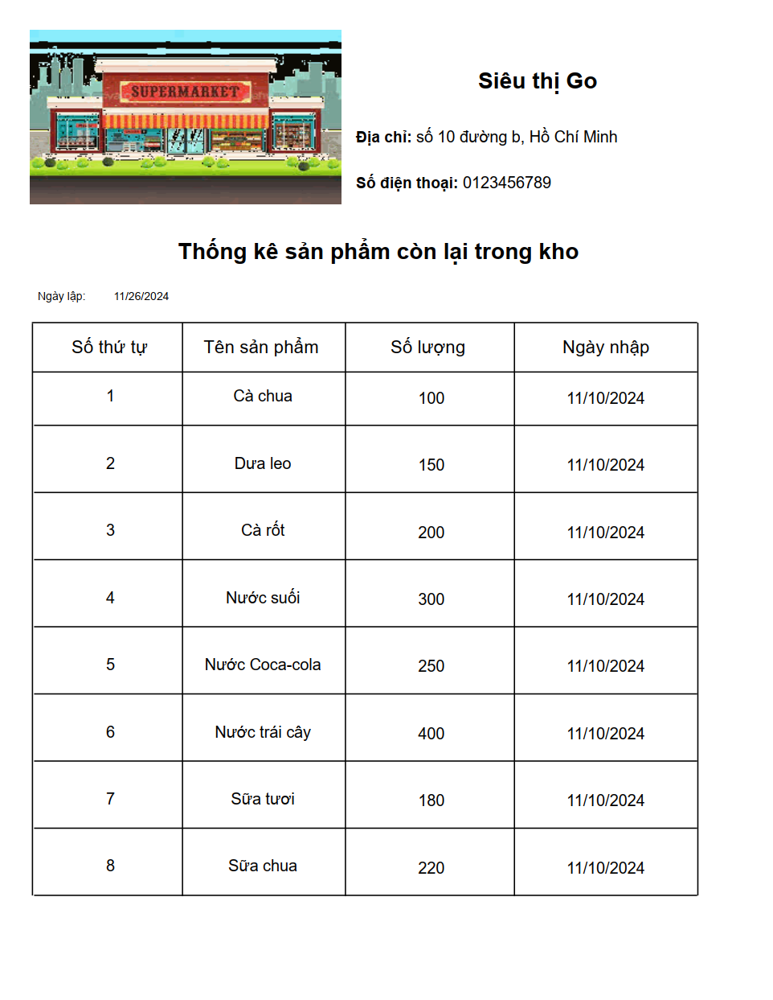 SUPERMARKET
Siêu thị Go
Địa chỉ: số 10 đường b, Hồ Chí Minh
Số điện thoại: 0123456789
Thống kê sản phẩm còn lại trong kho
Ngày lập: 11/26/2024
Số thứ tự Tên sản phẩm Số lượng Ngày nhập
1 Cà chua 100 11/10/2024
2 Dưa leo 150 11/10/2024
3 Cà rốt 200 11/10/2024
4 Nước suối 300 11/10/2024
5 Nước Coca-cola 250 11/10/2024
6 Nước trái cây 400 11/10/2024
7 Sữa tươi 180 11/10/2024
8 Sữa chua 220 11/10/2024